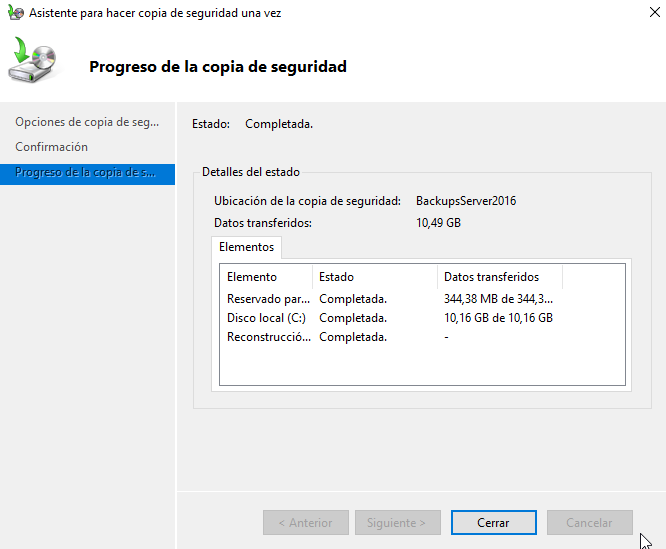 Asistente para hacer copia de seguridad una vez
Progreso de la copia de seguridad
Opciones de copia de seg...
Confirmación
Progreso de la copia de s...
Estado: Completada.
Detalles del estado
Ubicación de la copia de seguridad: BackupsServer2016
Datos transferidos: 10,49 GB
Elementos
Elemento Estado Datos transferidos
Reservado par... Completada. 344,38 MB de 344,3...
Disco local (C:) Completada. 10,16 GB de 10,16 GB
Reconstrucció... Completada. -
< Anterior Siguiente > Cerrar Cancelar